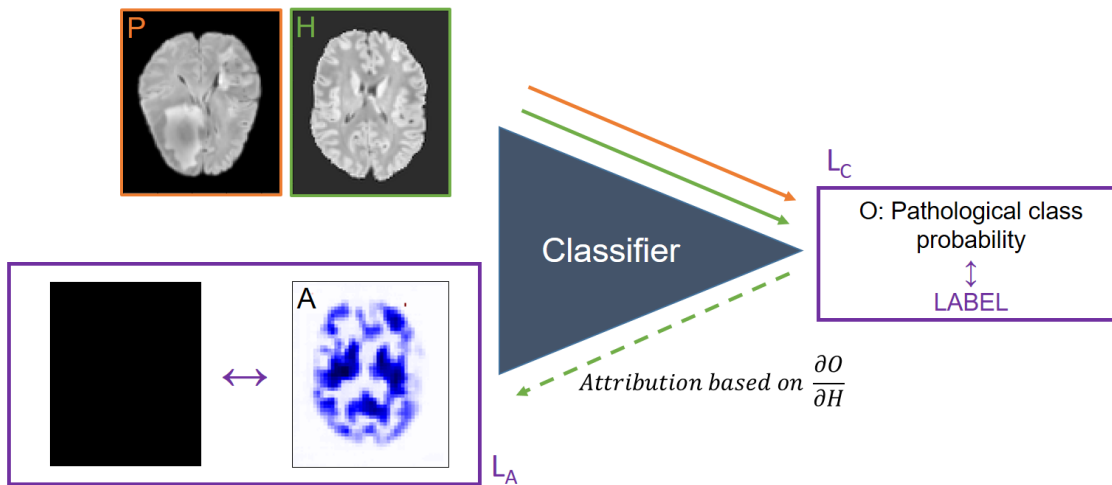 P
H
L_C
O: Pathological class
probability
LABEL
Classifier
A
Attribution based on ∂O/∂H
L_A